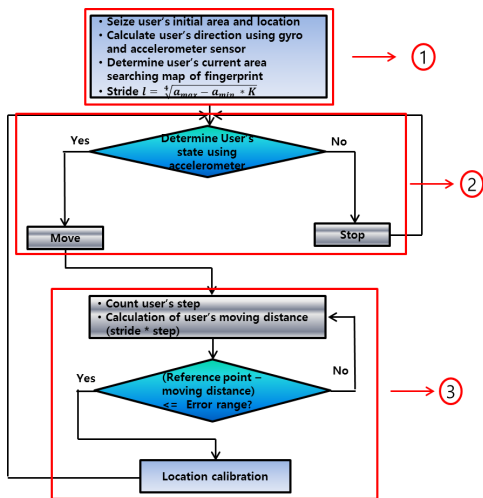 • Seize user's initial area and location
• Calculate user's direction using gyro
and accelerometer sensor
• Determine user's current area
searching map of fingerprint
• Stride l = ∜(a_max − a_min * K)
①
Determine User's
state using
accelerometer
Yes
No
②
Move
Stop
• Count user's step
• Calculation of user's moving distance
(stride * step)
(Reference point –
moving distance)
<= Error range?
Yes
No
③
Location calibration